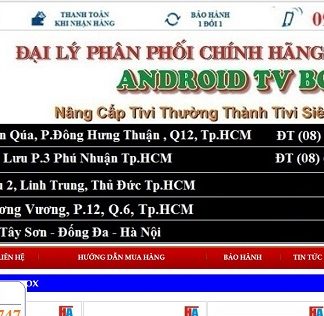 THANH TOÁN
KHI NHẬN HÀNG
BẢO HÀNH
1 ĐỔI 1
ĐẠI LÝ PHÂN PHỐI CHÍNH HÃNG
ANDROID TV
Nâng Cấp Tivi Thường Thành Tivi
Qúa, P.Đông Hưng Thuận , Q12, Tp.HCM
ĐT (08)
Lưu P.3 Phú Nhuận Tp.HCM
ĐT (08)
2, Linh Trung, Thủ Đức Tp.HCM
Vương, P.12, Q.6, Tp.HCM
Tây Sơn - Đống Đa - Hà Nội
HỆ
HƯỚNG DẪN MUA HÀNG
BẢO HÀNH
TIN TỨC
HA
HA